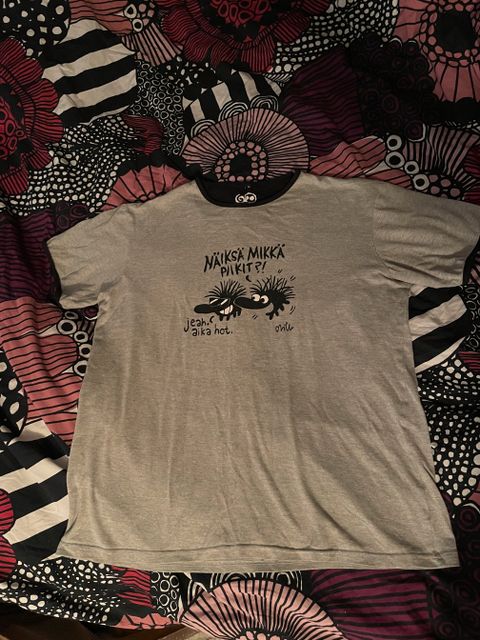 NÄIKSÄ MIKKÄ
PIIKIT?!
jeah.
aika hot.